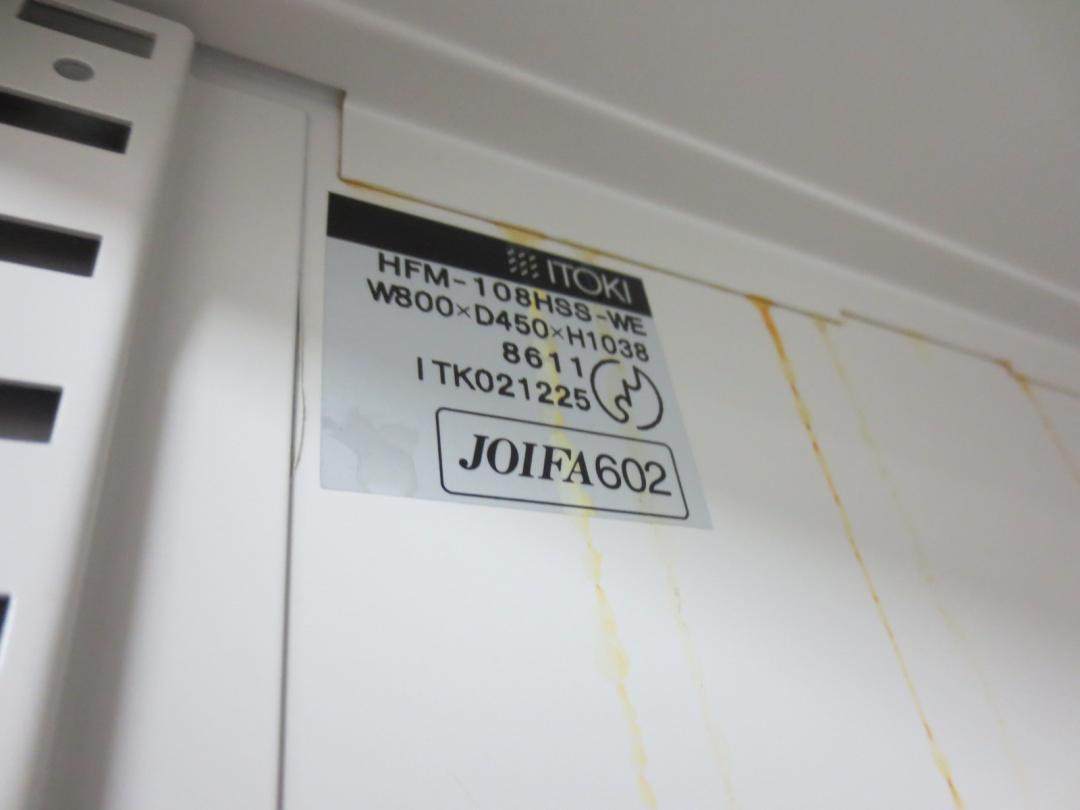 ITOKI
HFM-108HSS-WE
W800×D450×H1038
8611
ITK021225
JOIFA602